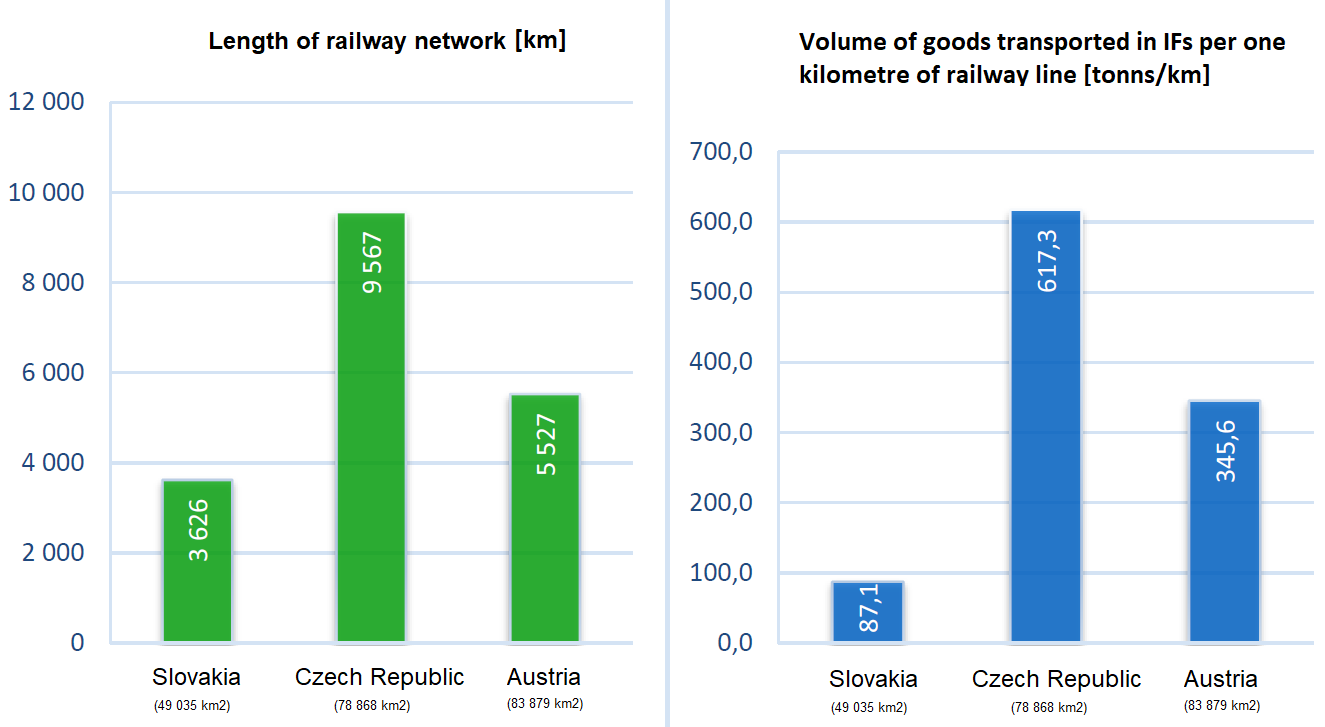 Length of railway network [km]
12 000
10 000
8 000
6 000
4 000
2 000
0
3 626
9 567
5 527
Slovakia
(49 035 km2)
Czech Republic
(78 868 km2)
Austria
(83 879 km2)
Volume of goods transported in IFs per one
kilometre of railway line [tonns/km]
700,0
600,0
500,0
400,0
300,0
200,0
100,0
0,0
87,1
617,3
345,6
Slovakia
(49 035 km2)
Czech Republic
(78 868 km2)
Austria
(83 879 km2)